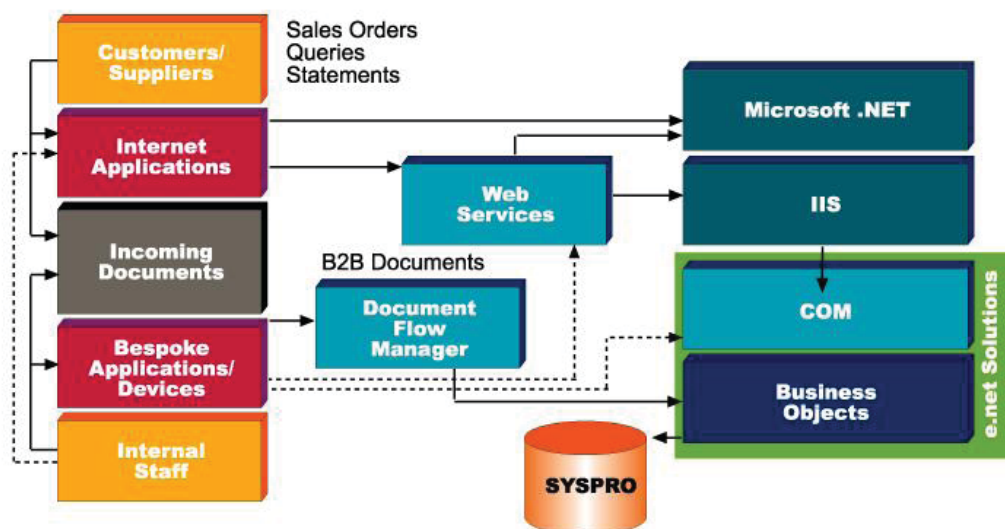 Customers/
Suppliers
Sales Orders
Queries
Statements
Internet
Applications
Microsoft .NET
Web
Services
IIS
Incoming
Documents
B2B Documents
Document
Flow
Manager
COM
e.net Solutions
Bespoke
Applications/
Devices
Business
Objects
Internal
Staff
SYSPRO